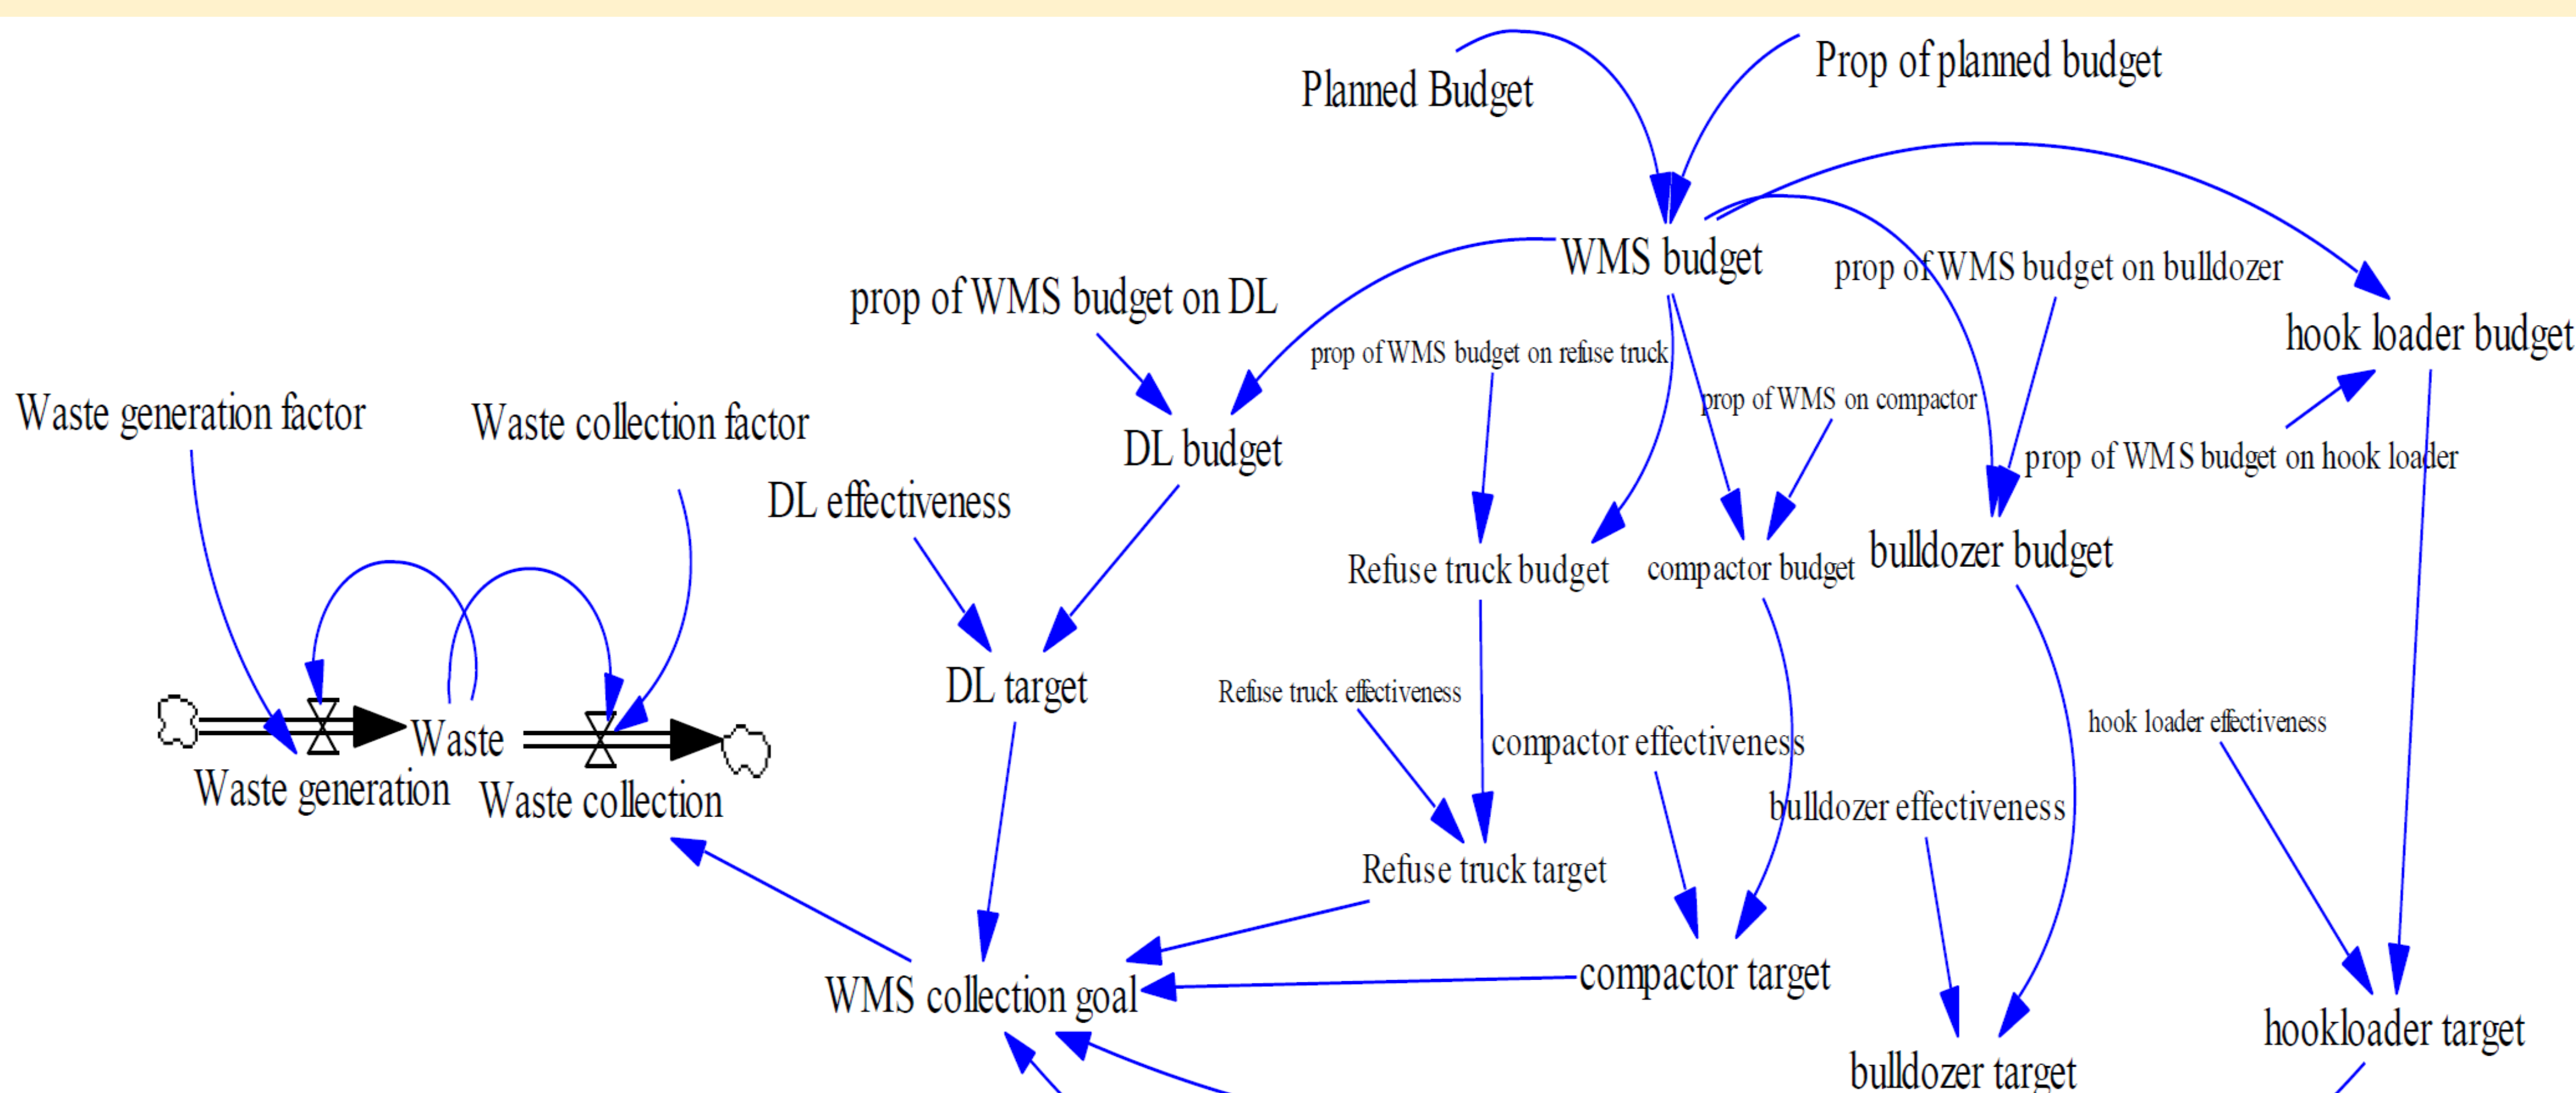 Planned Budget
Prop of planned budget
WMS budget
prop of WMS budget on bulldozer
prop of WMS budget on DL
hook loader budget
prop of WMS budget on refuse truck
prop of WMS on compactor
Waste generation factor
Waste collection factor
DL budget
prop of WMS budget on hook loader
DL effectiveness
bulldozer budget
Refuse truck budget
compactor budget
DL target
Refuse truck effectiveness
hook loader effectiveness
Waste
compactor effectiveness
Waste generation
Waste collection
bulldozer effectiveness
Refuse truck target
compactor target
WMS collection goal
hookloader target
bulldozer target